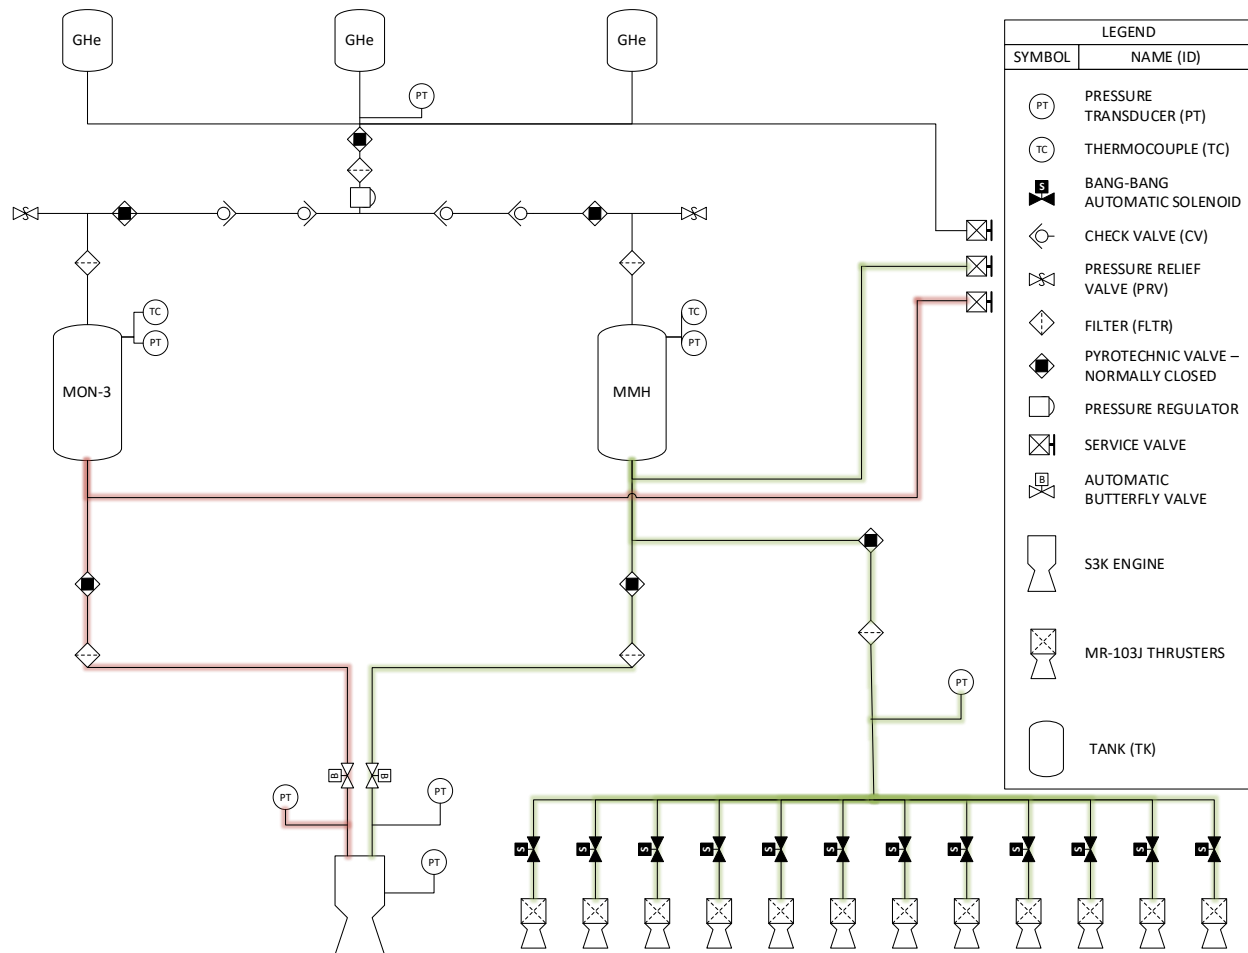 GHe
GHe
GHe
LEGEND
SYMBOL
NAME (ID)
PT
PRESSURE
TRANSDUCER (PT)
TC
THERMOCOUPLE (TC)
S
BANG-BANG
AUTOMATIC SOLENOID
CHECK VALVE (CV)
S
PRESSURE RELIEF
VALVE (PRV)
FILTER (FLTR)
PYROTECHNIC VALVE –
NORMALLY CLOSED
PRESSURE REGULATOR
SERVICE VALVE
B
AUTOMATIC
BUTTERFLY VALVE
S3K ENGINE
MR-103J THRUSTERS
TANK (TK)
PT
S
S
TC
PT
TC
PT
MON-3
MMH
PT
B
B
PT
PT
PT
S
S
S
S
S
S
S
S
S
S
S
S